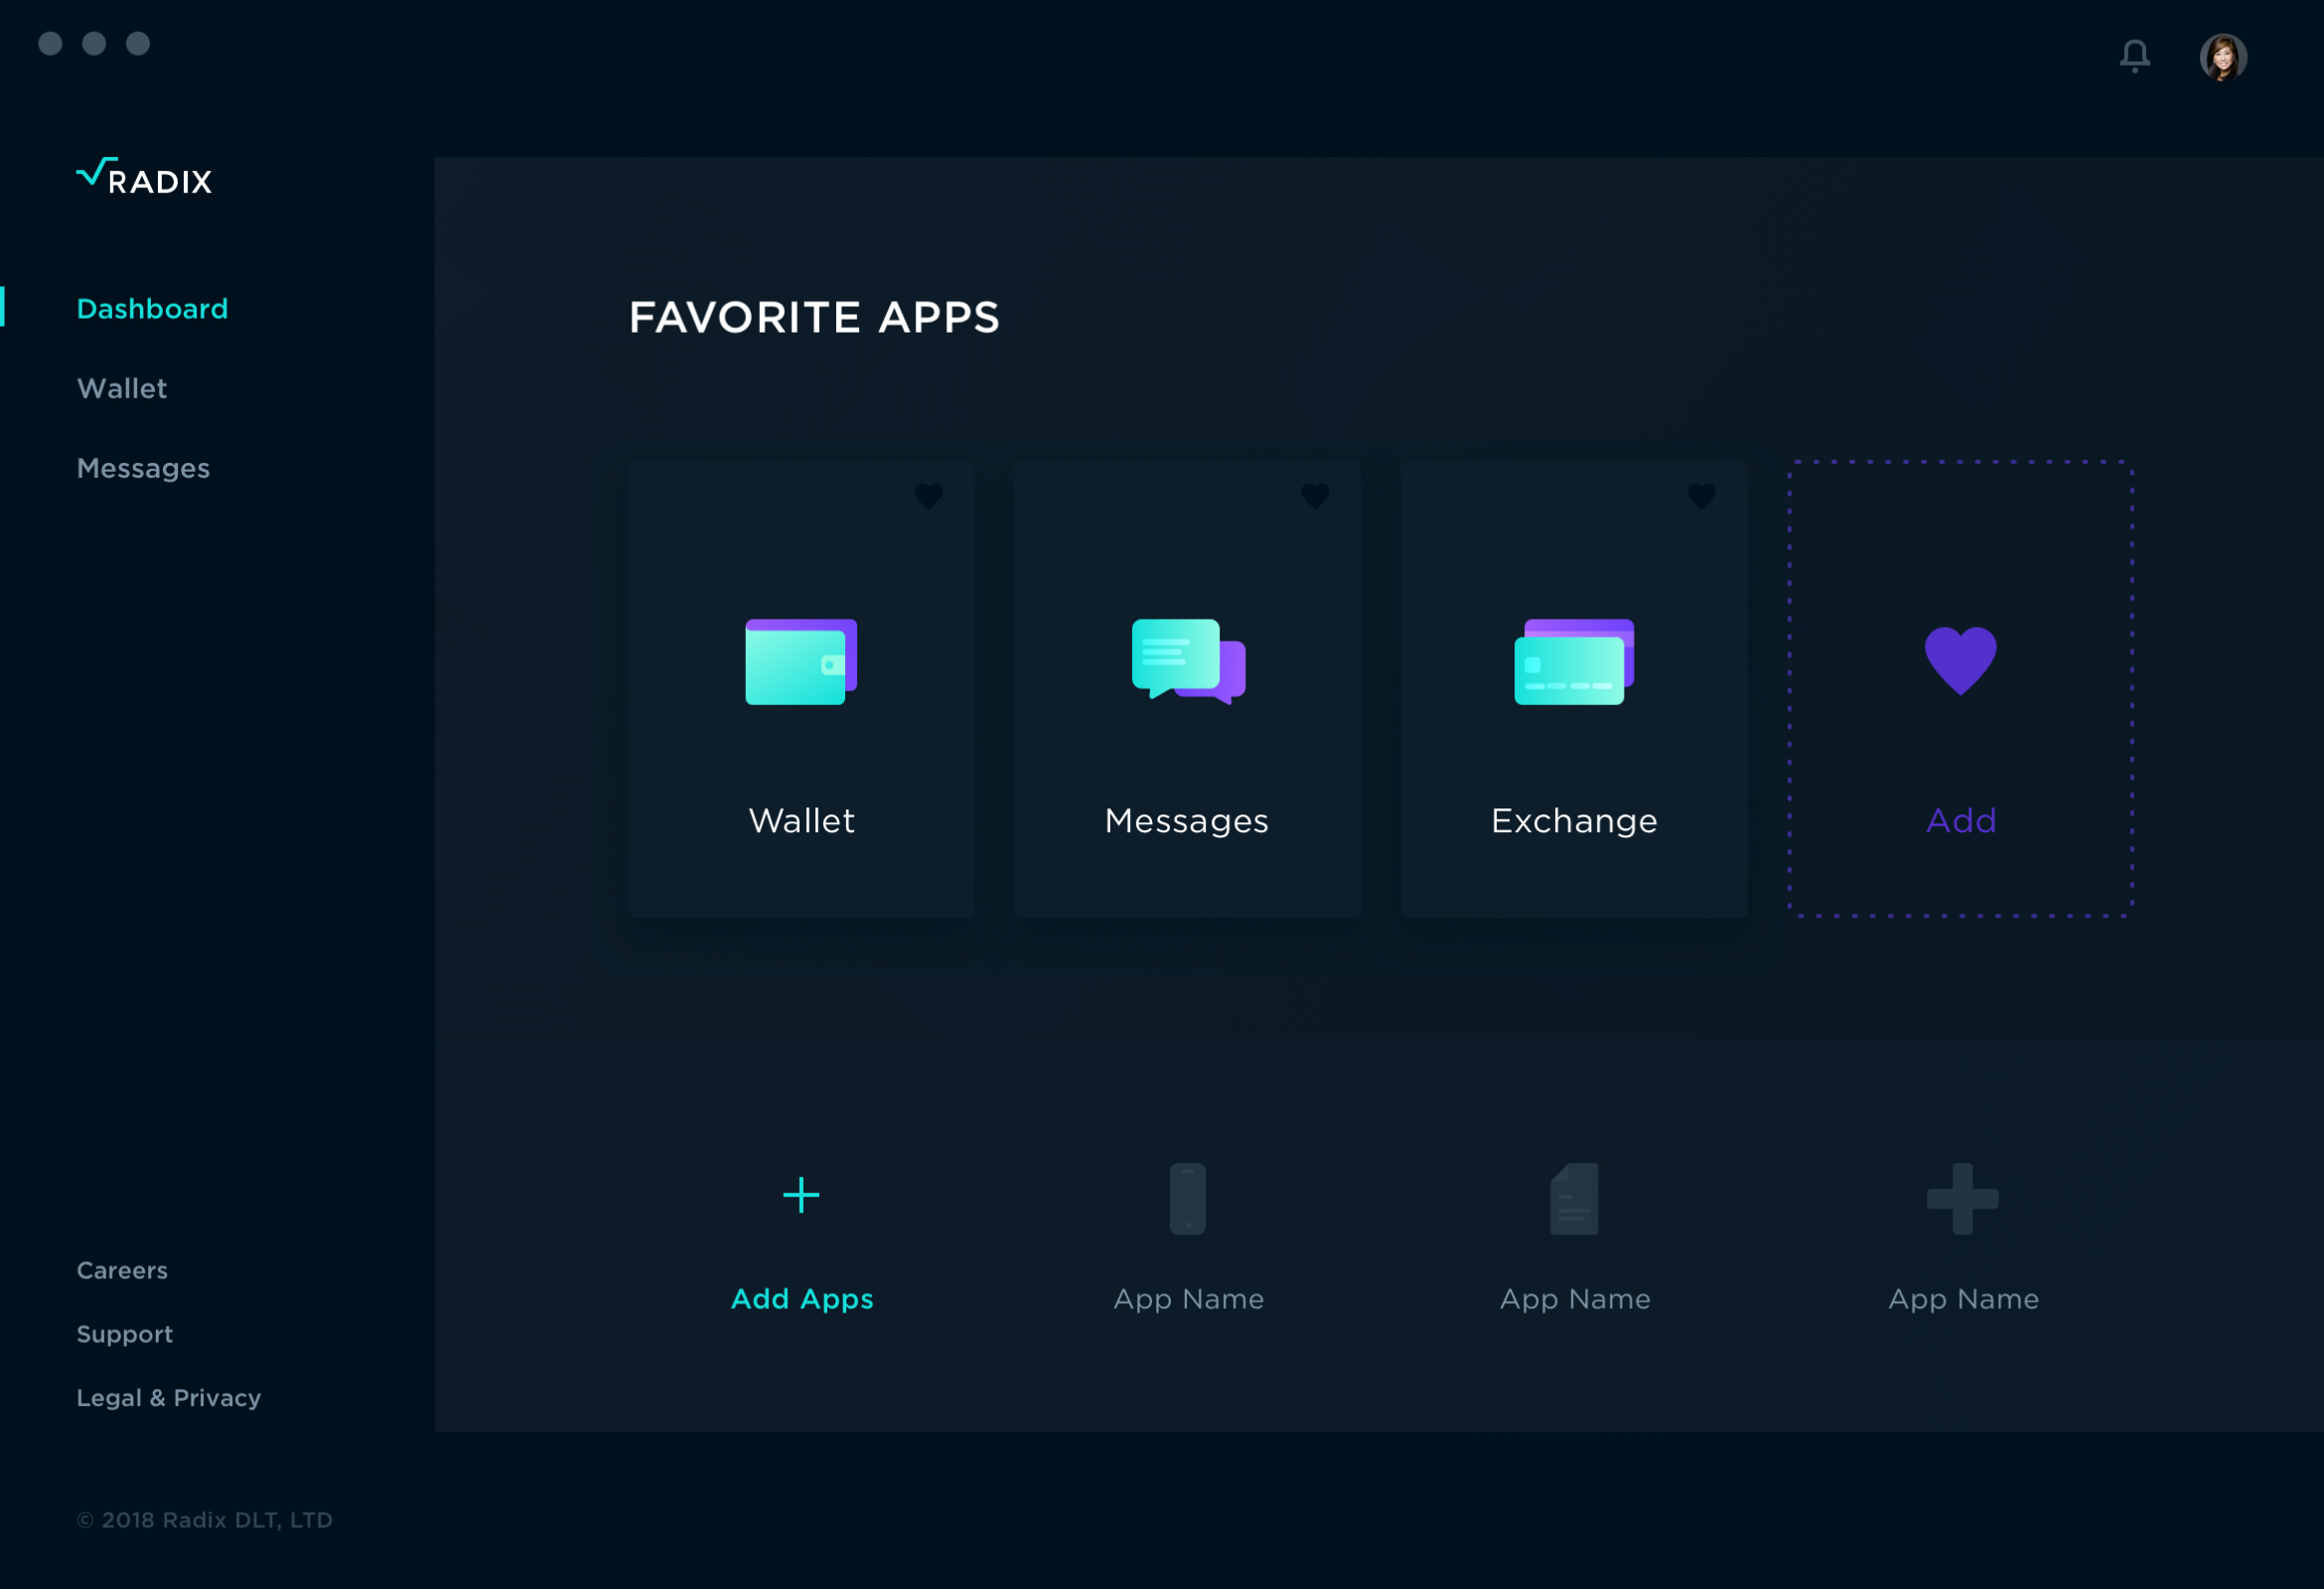 RADIX
Dashboard
Wallet
Messages
FAVORITE APPS
Wallet
Messages
Exchange
Add
Add Apps
App Name
App Name
App Name
Careers
Support
Legal & Privacy
© 2018 Radix DLT, LTD